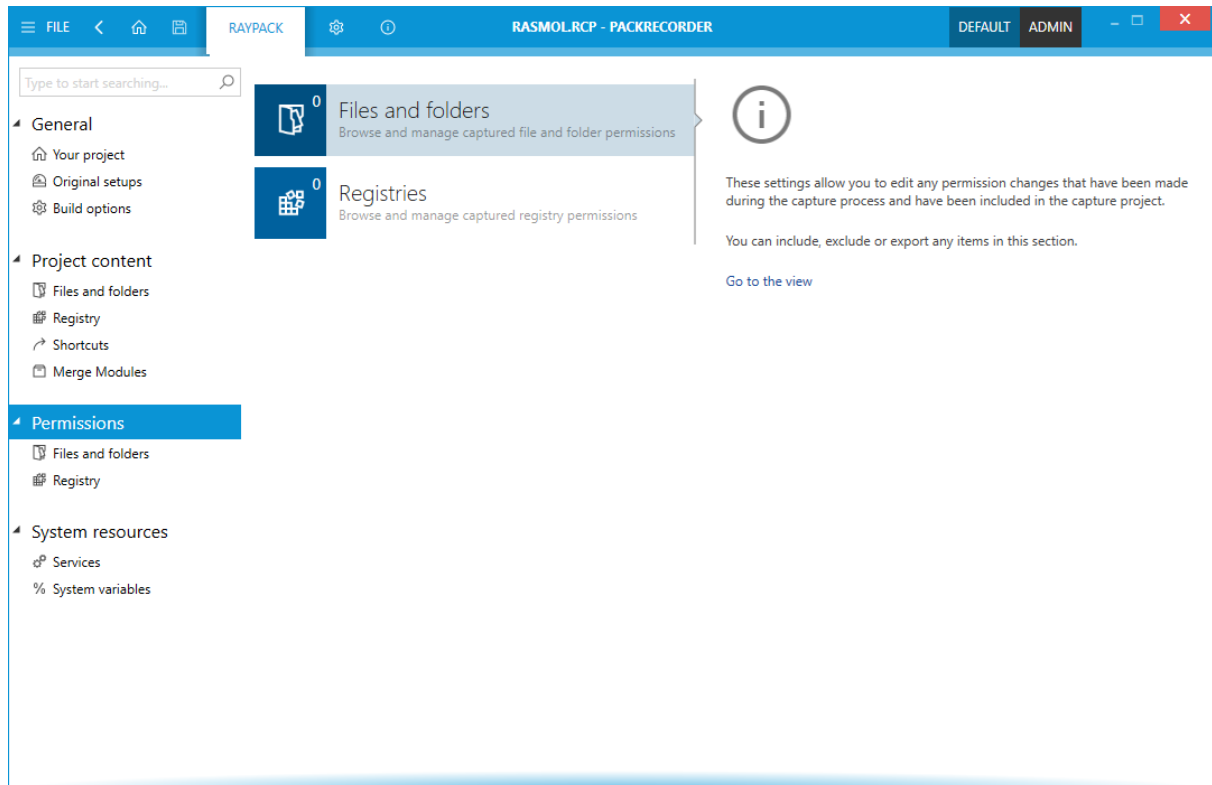 FILE
RAYPACK
RASMOL.RCP - PACKRECORDER
DEFAULT
ADMIN
Type to start searching...
General
Your project
Original setups
Build options
Project content
Files and folders
Registry
Shortcuts
Merge Modules
Permissions
Files and folders
Registry
System resources
Services
% System variables
0
Files and folders
Browse and manage captured file and folder permissions
0
Registries
Browse and manage captured registry permissions
These settings allow you to edit any permission changes that have been made
during the capture process and have been included in the capture project.
You can include, exclude or export any items in this section.
Go to the view